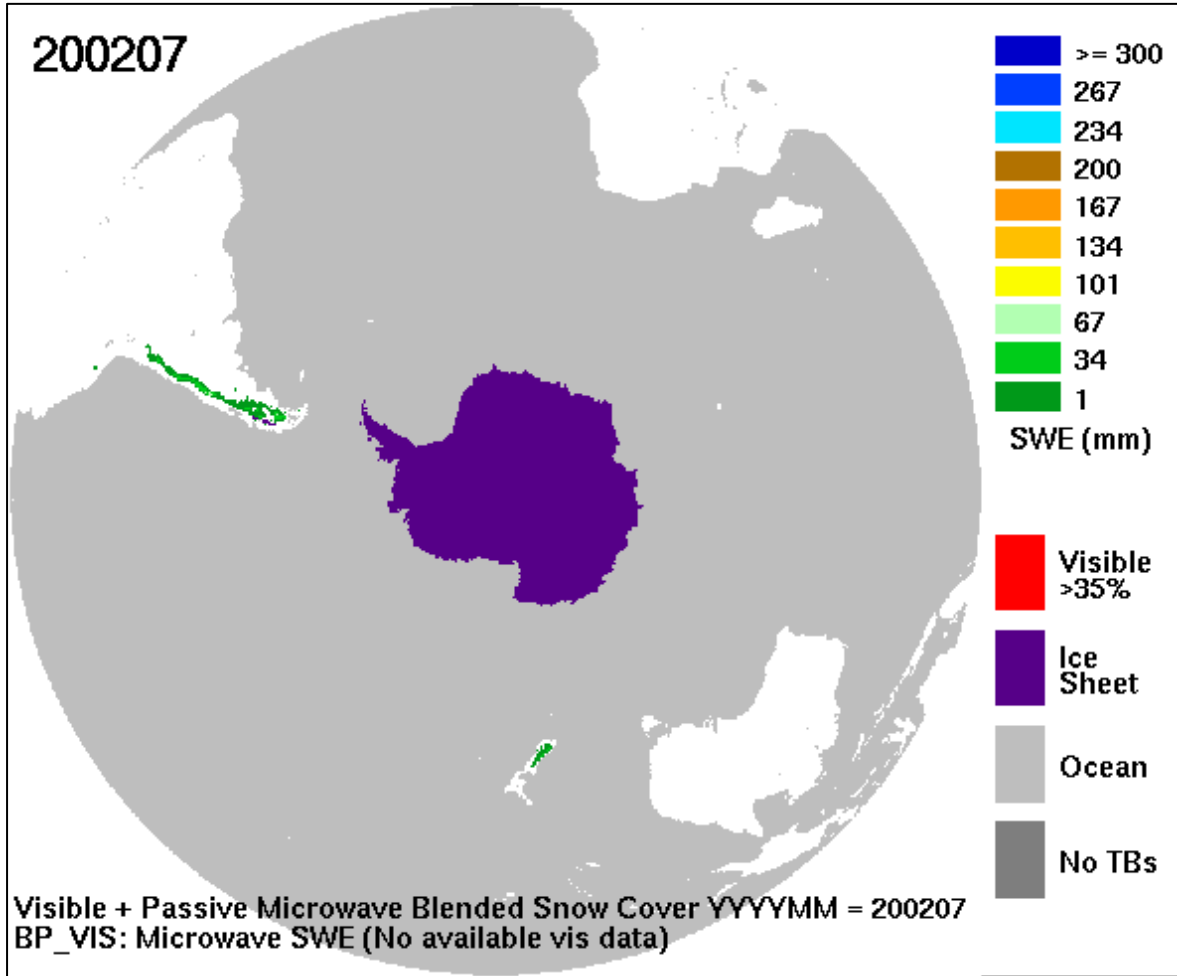 200207
>= 300
267
234
200
167
134
101
67
34
1
SWE (mm)
Visible
>35%
Ice
Sheet
Ocean
No TBs
Visible + Passive Microwave Blended Snow Cover YYYYMM = 200207
BP_VIS: Microwave SWE (No available vis data)